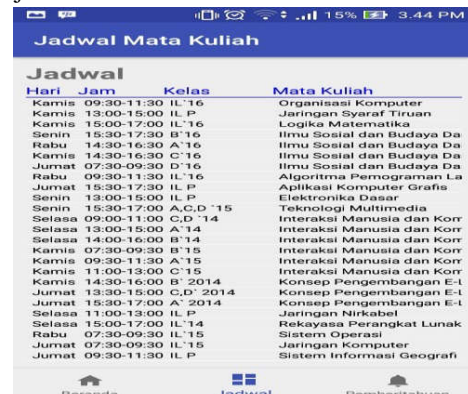 15% 3.44 PM
Jadwal Mata Kuliah
Jadwal
Hari Jam Kelas Mata Kuliah
Kamis 09:30-11:30 IL`16 Organisasi Komputer
Kamis 13:00-15:00 IL P Jaringan Syaraf Tiruan
Kamis 15:00-17:00 IL`16 Logika Matematika
Senin 15:30-17:30 B`16 Ilmu Sosial dan Budaya Da
Rabu 14:30-16:30 A`16 Ilmu Sosial dan Budaya Da
Kamis 14:30-16:30 C`16 Ilmu Sosial dan Budaya Da
Jumat 07:30-09:30 D`16 Ilmu Sosial dan Budaya Da
Rabu 09:30-11:30 IL`16 Algoritma Pemograman La
Jumat 15:30-17:30 IL P Aplikasi Komputer Grafis
Senin 13:00-15:00 IL P Elektronika Dasar
Senin 15:30-17:00 A,C,D `15 Teknologi Multimedia
Selasa 09:00-11:00 C,D `14 Interaksi Manusia dan Kom
Selasa 13:00-15:00 A`14 Interaksi Manusia dan Kom
Selasa 14:00-16:00 B`14 Interaksi Manusia dan Kom
Kamis 07:30-09:30 B`15 Interaksi Manusia dan Kom
Kamis 09:30-11:30 A`15 Interaksi Manusia dan Kom
Kamis 11:00-13:00 C`15 Interaksi Manusia dan Kom
Kamis 14:30-16:00 B` 2014 Konsep Pengembangan E-L
Jumat 13:30-15:00 C,D` 2014 Konsep Pengembangan E-L
Jumat 15:30-17:00 A` 2014 Konsep Pengembangan E-L
Selasa 11:00-13:00 IL P Jaringan Nirkabel
Selasa 15:00-17:00 IL`14 Rekayasa Perangkat Lunak
Rabu 07:30-09:30 IL`15 Sistem Operasi
Jumat 07:30-09:30 IL`15 Jaringan Komputer
Jumat 09:30-11:30 IL P Sistem Informasi Geografi
Beranda Jadwal Pemberitahuan